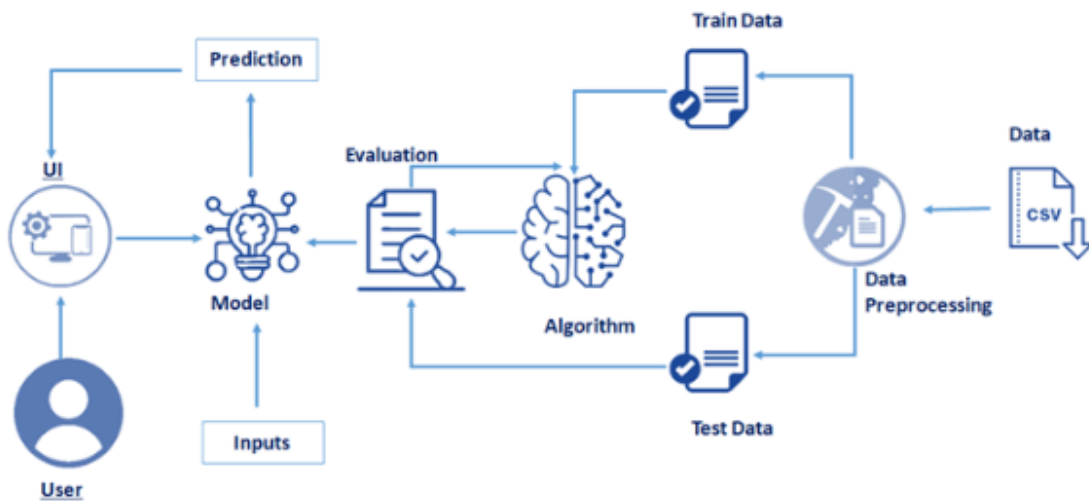 Train Data
Prediction
Data
UI
Evaluation
CSV
Model
Algorithm
Data
Preprocessing
Inputs
Test Data
User